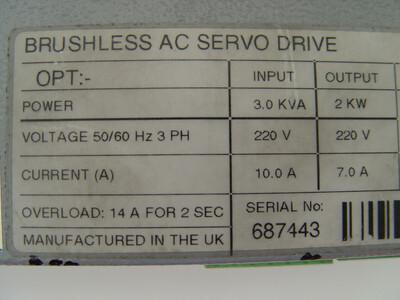 BRUSHLESS AC SERVO DRIVE
OPT:- INPUT OUTPUT
POWER 3.0 KVA 2 KW
VOLTAGE 50/60 Hz 3 PH 220 V 220 V
CURRENT (A) 10.0 A 7.0 A
OVERLOAD: 14 A FOR 2 SEC SERIAL No:
MANUFACTURED IN THE UK 687443